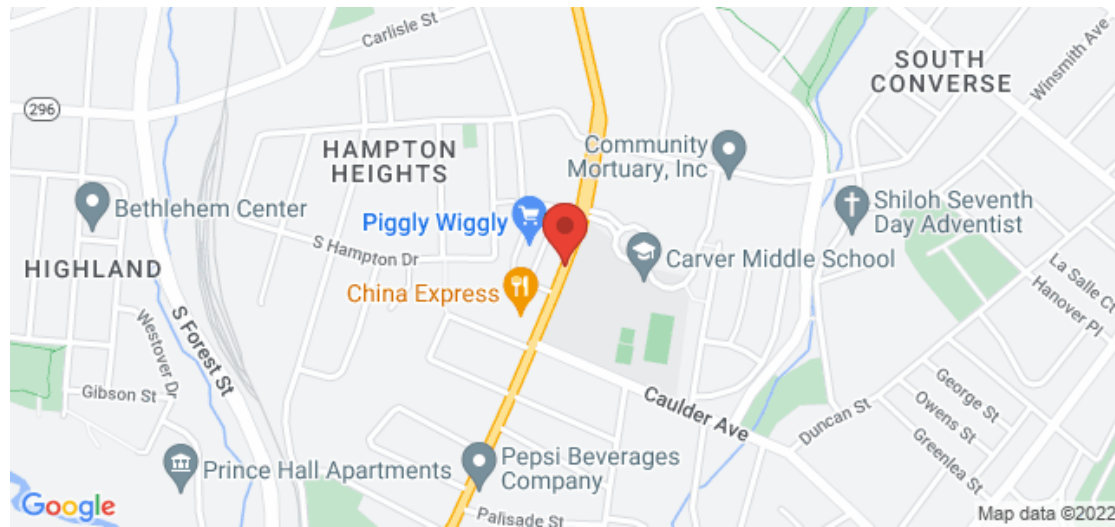 Carlisle St
SOUTH
CONVERSE
Winsmith Ave
296
HAMPTON
HEIGHTS
Community
Mortuary, Inc
Bethlehem Center
Piggly Wiggly
Shiloh Seventh
Day Adventist
S Hampton Dr
Carver Middle School
HIGHLAND
China Express
La Salle Ct
Hanover Pl
Westover Dr
S Forest St
Gibson St
Caulder Ave
Duncan St
George St
Owens St
Greenlea St
Prince Hall Apartments
Pepsi Beverages
Company
Palisade St
Google
Map data ©2022